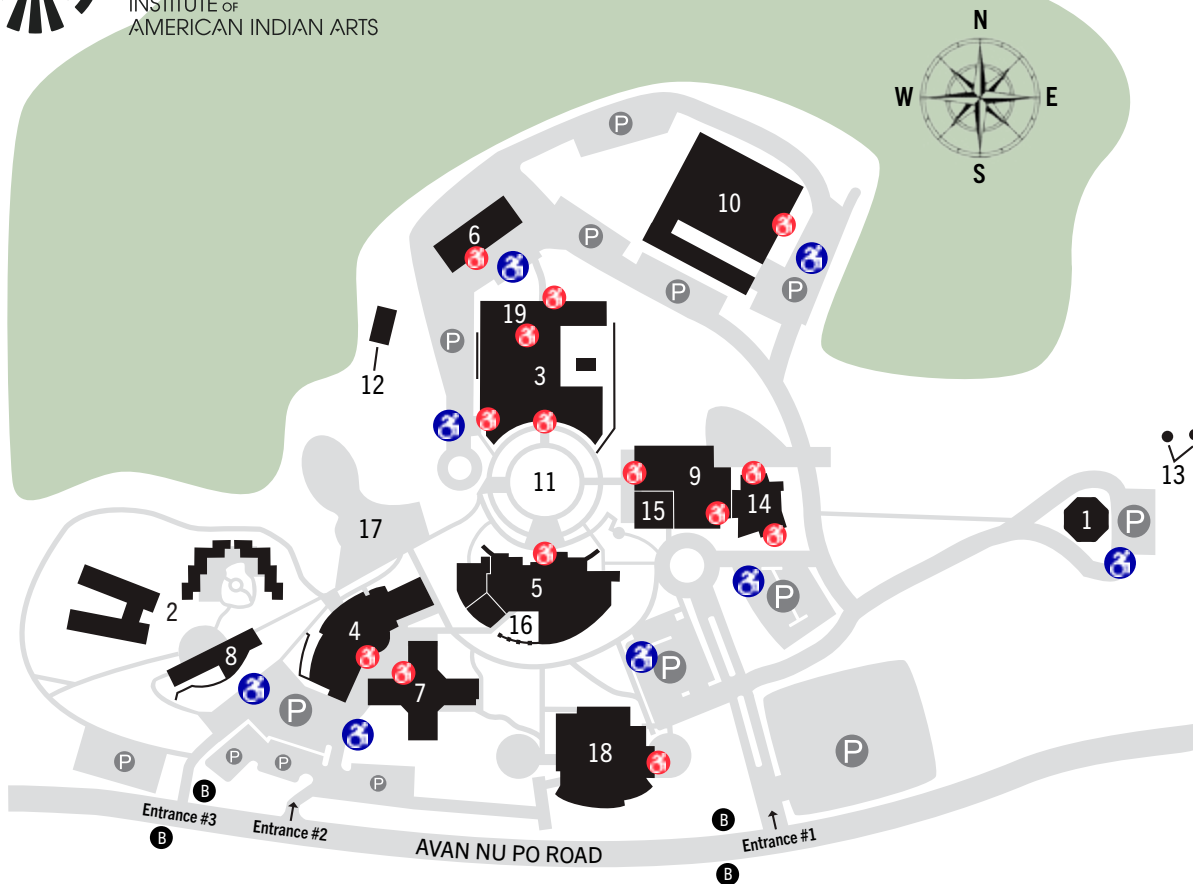 INSTITUTE OF
AMERICAN INDIAN ARTS
N
W
E
S
P
10
6
P
P
P
19
P
3
12
13
9
11
15
14
1
P
17
5
2
16
P
4
8
P
7
P
18
P
P
P
P
P
B
Entrance #3
B
Entrance #2
AVAN NU PO ROAD
B
Entrance #1
B